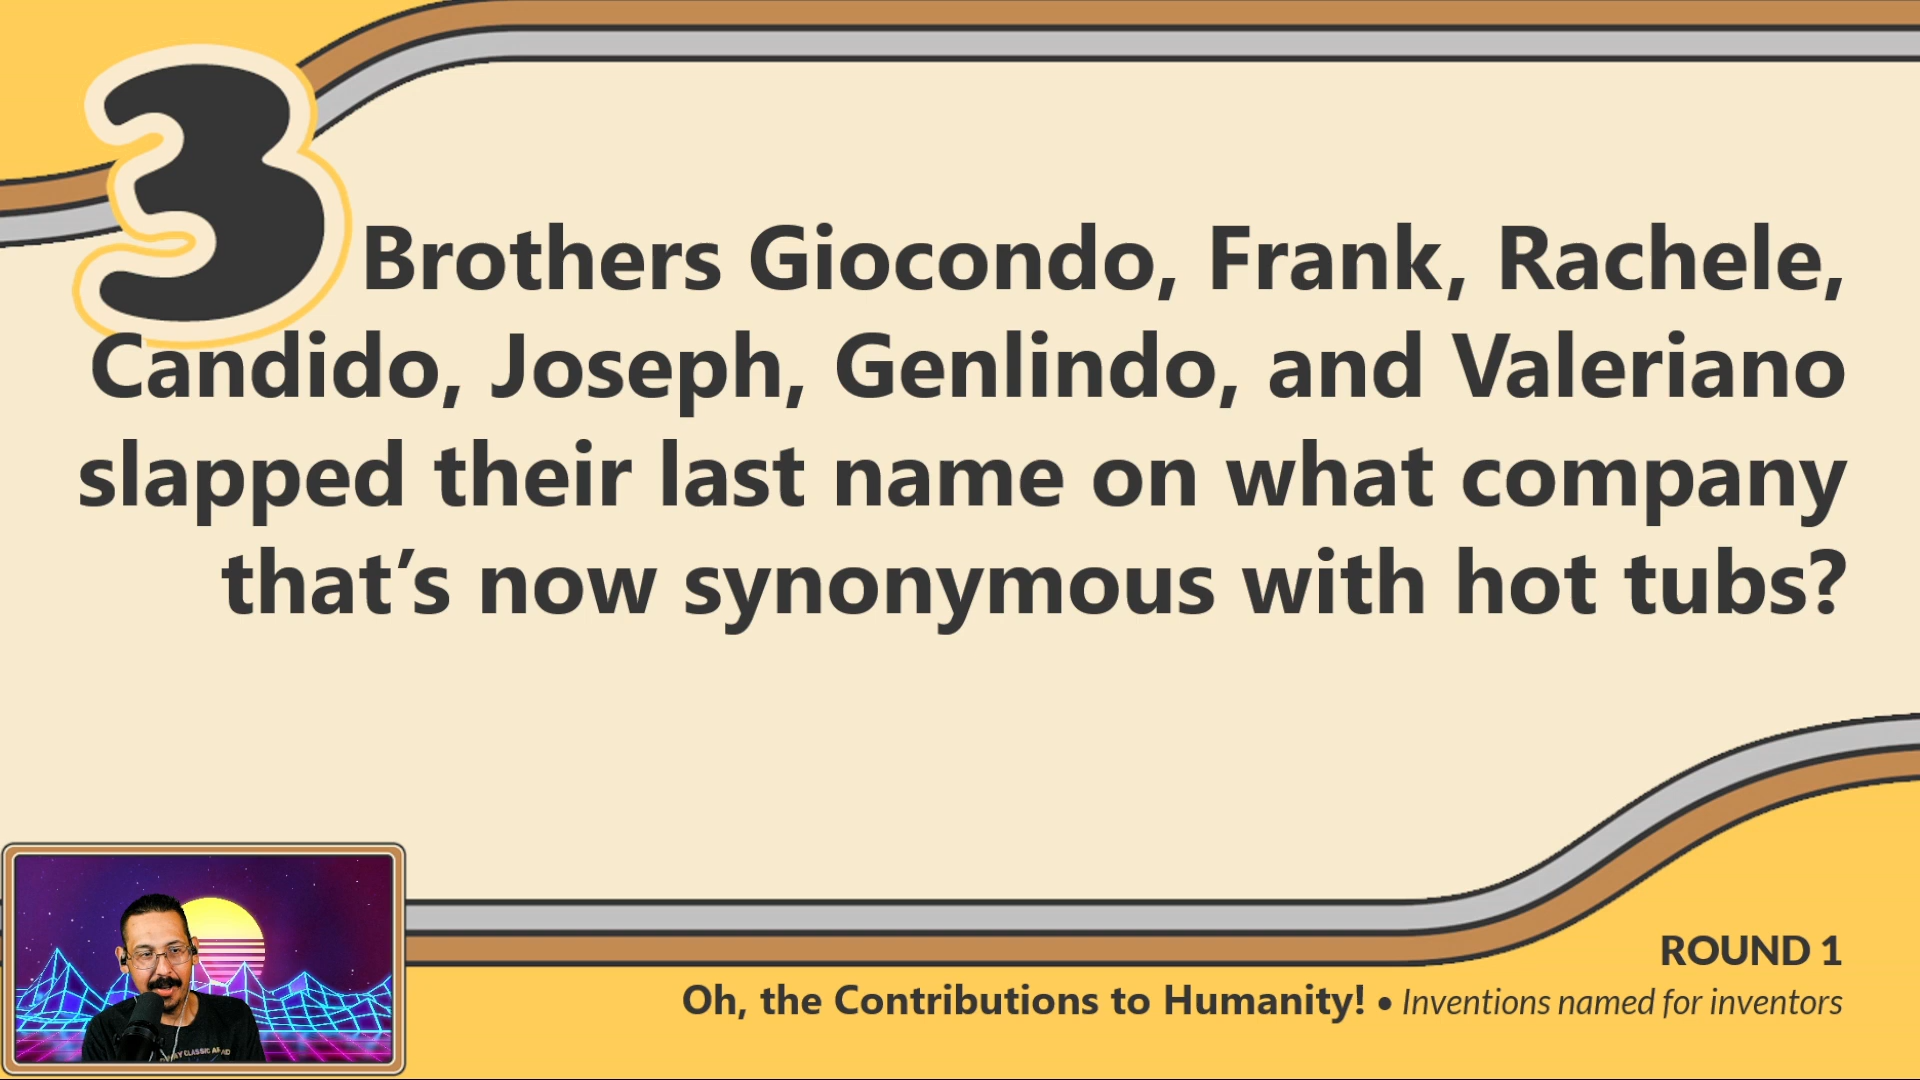 3
Brothers Giocondo, Frank, Rachele,
Candido, Joseph, Genlindo, and Valeriano
slapped their last name on what company
that’s now synonymous with hot tubs?
ROUND 1
Oh, the Contributions to Humanity! • Inventions named for inventors